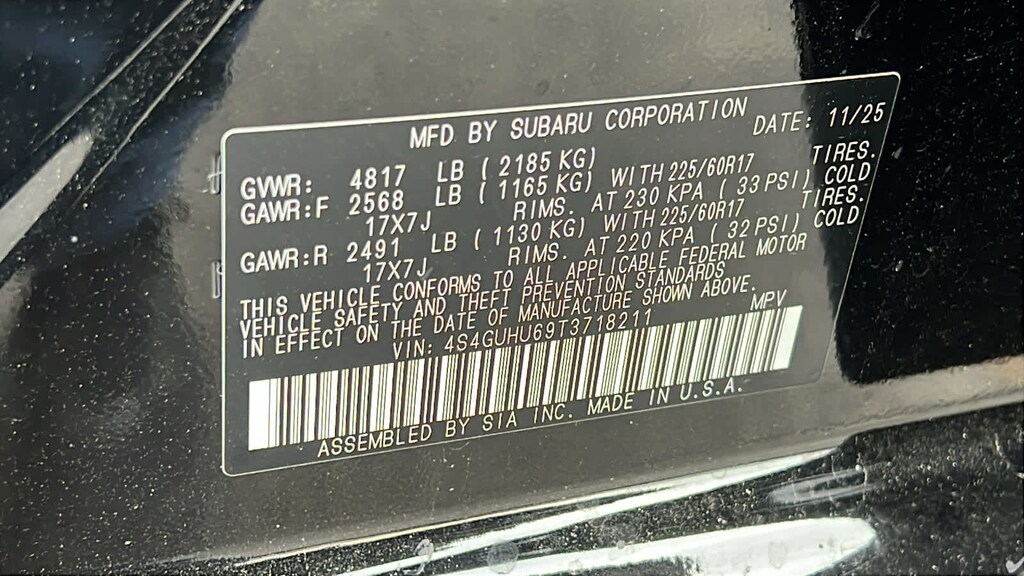 MFD BY SUBARU CORPORATION
DATE: 11/25
GVWR: 4817 LB ( 2185 KG)
GAWR:F 2568 LB ( 1165 KG) WITH 225/60R17 TIRES.
17X7J RIMS. AT 230 KPA ( 33 PSI) COLD
GAWR:R 2491 LB ( 1130 KG) WITH 225/60R17 TIRES.
17X7J RIMS. AT 220 KPA ( 32 PSI) COLD
THIS VEHICLE CONFORMS TO ALL APPLICABLE FEDERAL MOTOR
VEHICLE SAFETY AND THEFT PREVENTION STANDARDS
IN EFFECT ON THE DATE OF MANUFACTURE SHOWN ABOVE.
VIN: 4S4GUHU69T3718211 MPV
ASSEMBLED BY SIA INC. MADE IN U.S.A.